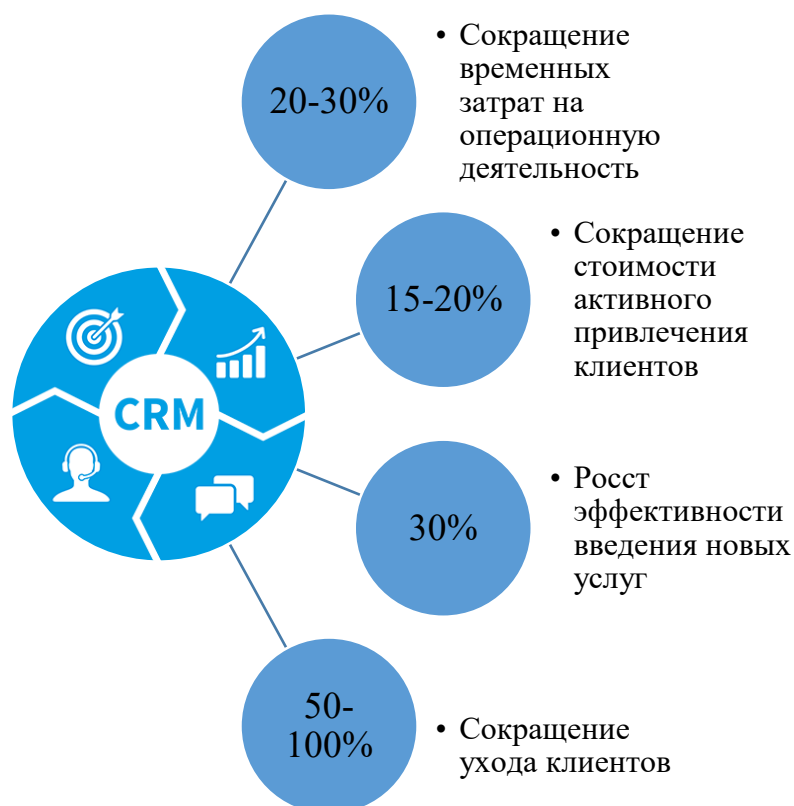 20-30%
• Сокращение
временных
затрат на
операционную
деятельность
15-20%
• Сокращение
стоимости
активного
привлечения
клиентов
CRM
30%
• Росст
эффективности
введения новых
услуг
50-
100%
• Сокращение
ухода клиентов